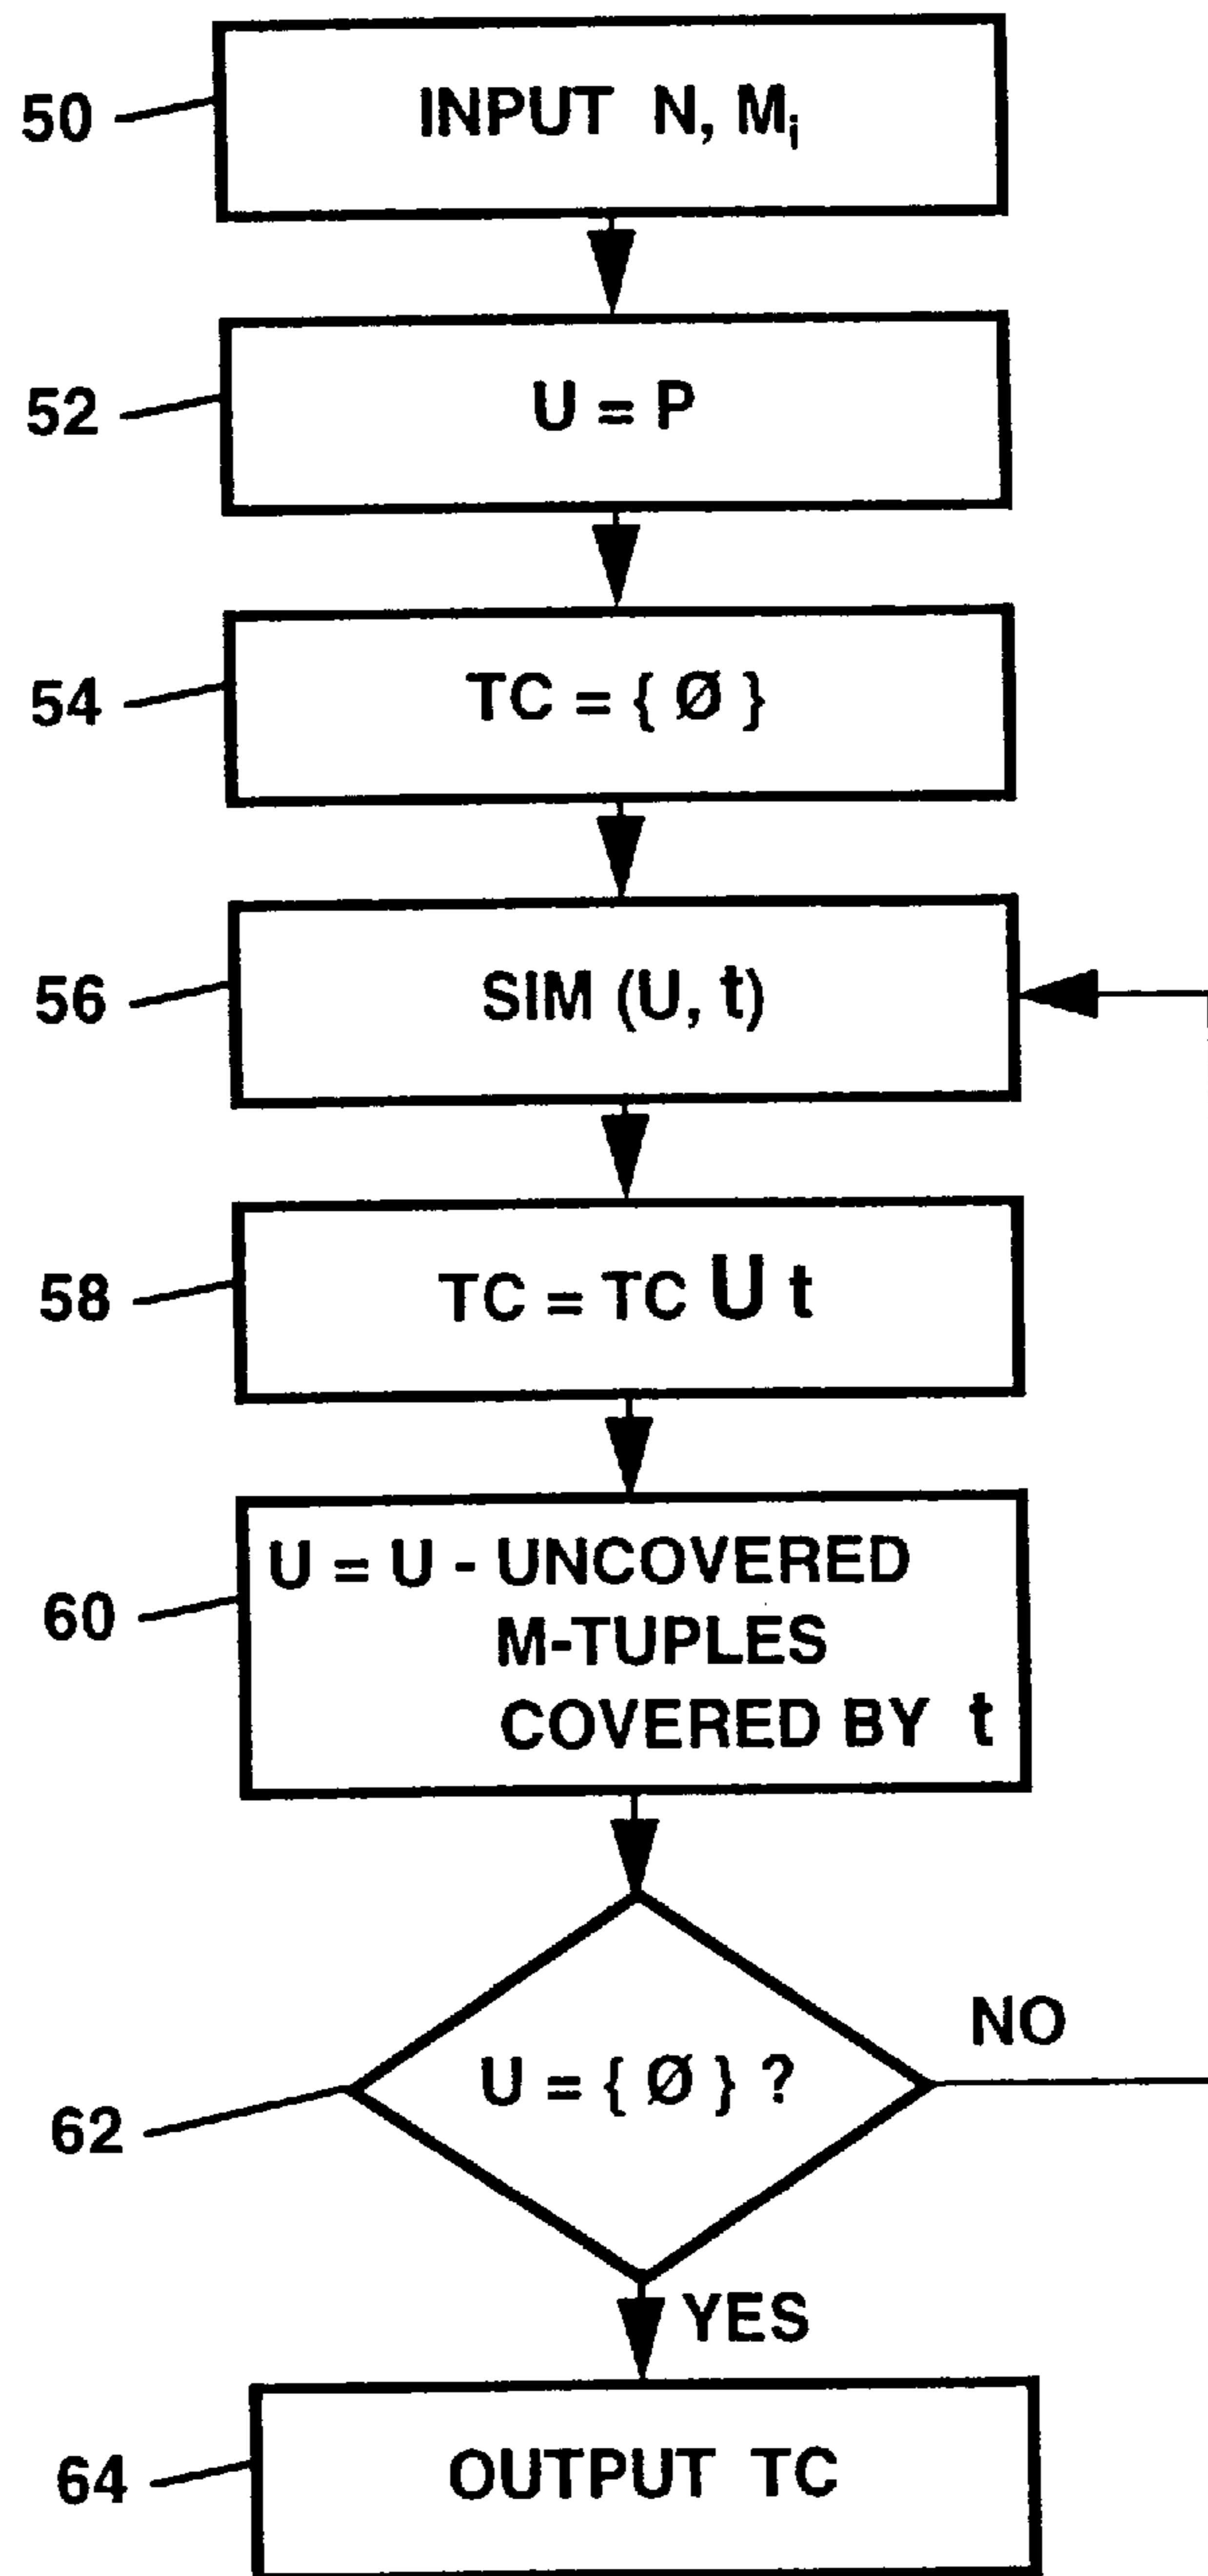 50
INPUT N, Mi
52
U = P
54
TC = { Ø }
56
SIM (U, t)
58
TC = TC U t
60
U = U - UNCOVERED
M-TUPLES
COVERED BY t
62
U = { Ø } ?
NO
YES
64
OUTPUT TC